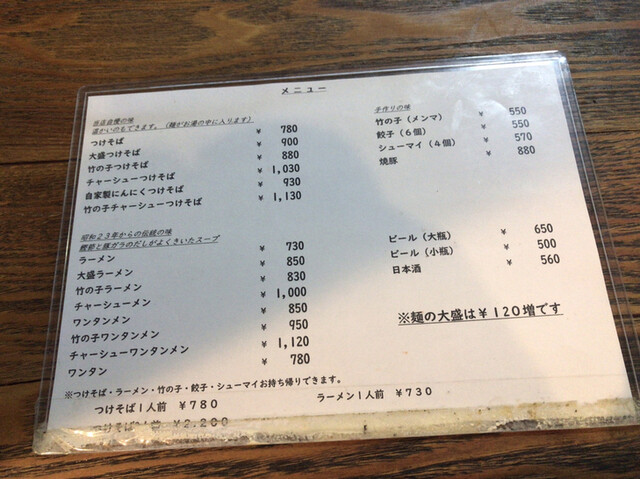 メニュー
当店自慢の味
温かいのもできます。（麺がお湯の中に入ります）
つけそば ￥ 780
大盛つけそば ￥ 900
竹の子つけそば ￥ 880
チャーシューつけそば ￥ 1,030
自家製にんにくつけそば ￥ 930
竹の子チャーシューつけそば ￥ 1,130
昭和２３年からの伝統の味
鰹節と豚ガラのだしがよくきいたスープ
ラーメン ￥ 730
大盛ラーメン ￥ 850
竹の子ラーメン ￥ 830
チャーシューメン ￥ 1,000
ワンタンメン ￥ 850
竹の子ワンタンメン ￥ 950
チャーシューワンタンメン ￥ 1,120
ワンタン ￥ 780
手作りの味
竹の子（メンマ） ￥ 550
餃子（６個） ￥ 550
シューマイ（４個） ￥ 570
焼豚 ￥ 880
ビール（大瓶） ￥ 650
ビール（小瓶） ￥ 500
日本酒 ￥ 560
※麺の大盛は￥１２０増です
※つけそば・ラーメン・竹の子・餃子・シューマイお持ち帰りできます。
つけそば１人前 ￥７８０ ラーメン１人前 ￥７３０
つけそば 人前 ￥２,２００